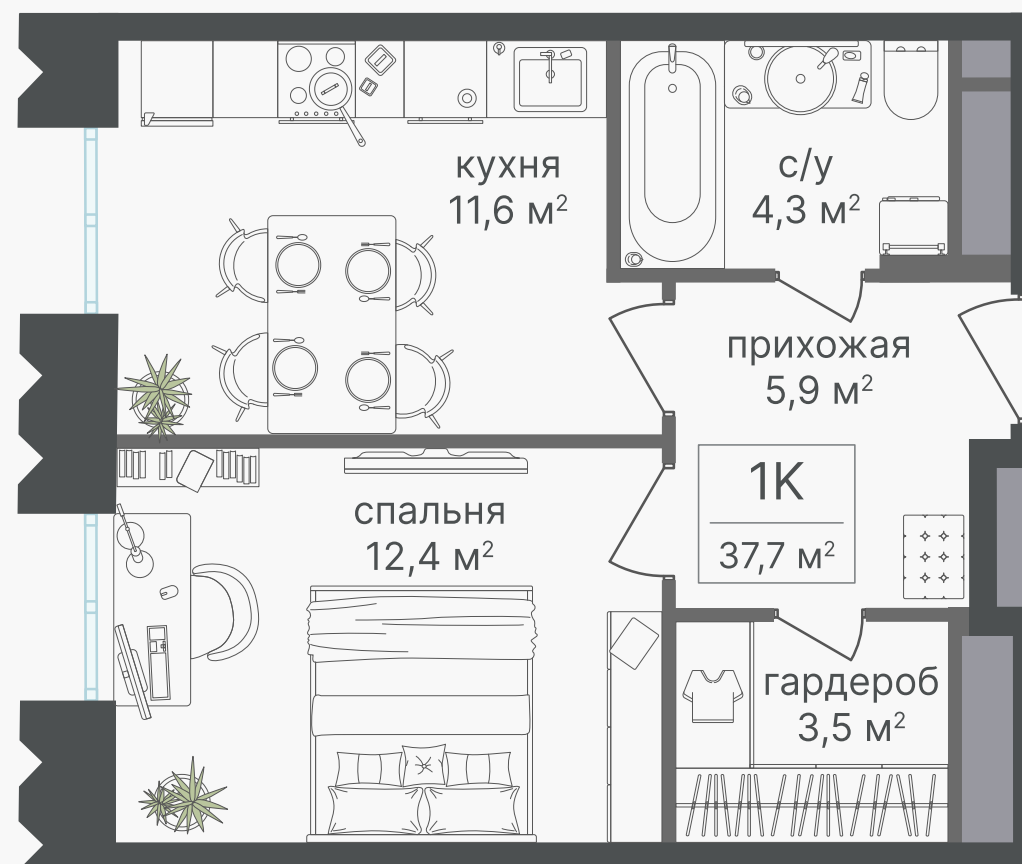 кухня
11,6 м²
с/у
4,3 м²
прихожая
5,9 м²
1К
37,7 м²
спальня
12,4 м²
гардероб
3,5 м²